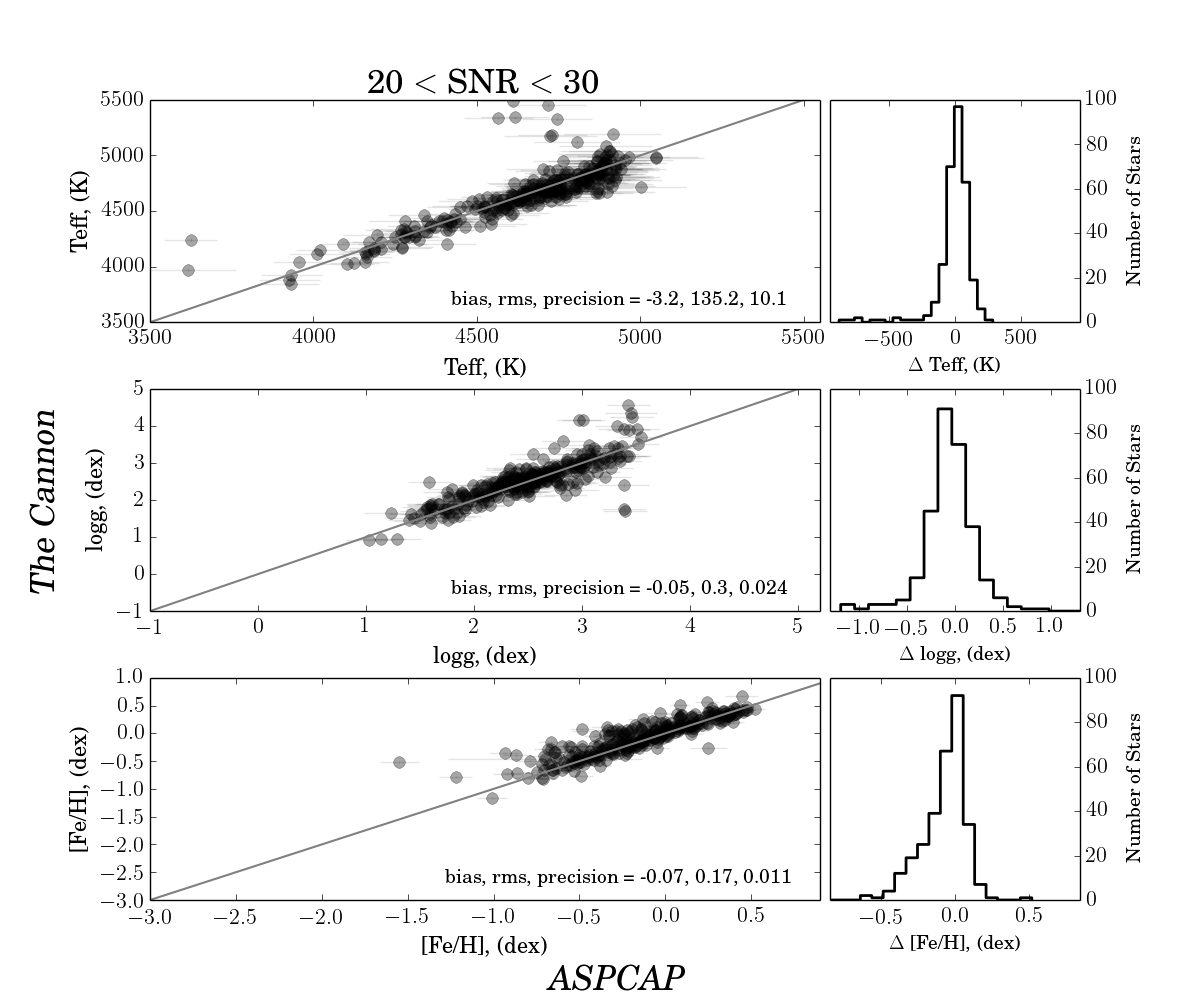 20 < SNR < 30
5500
5000
4500
4000
3500
Teff, (K)
bias, rms, precision = -3.2, 135.2, 10.1
3500 4000 4500 5000 5500
Teff, (K)
100
80
60
40
20
0
Number of Stars
−500 0 500
Δ Teff, (K)
The Cannon
5
4
3
2
1
0
−1
logg, (dex)
bias, rms, precision = -0.05, 0.3, 0.024
−1 0 1 2 3 4 5
logg, (dex)
100
80
60
40
20
0
Number of Stars
−1.0 −0.5 0.0 0.5 1.0
Δ logg, (dex)
1.0
0.5
0.0
−0.5
−1.0
−1.5
−2.0
−2.5
−3.0
[Fe/H], (dex)
bias, rms, precision = -0.07, 0.17, 0.011
−3.0 −2.5 −2.0 −1.5 −1.0 −0.5 0.0 0.5
[Fe/H], (dex)
100
80
60
40
20
0
Number of Stars
−0.5 0.0 0.5
Δ [Fe/H], (dex)
ASPCAP